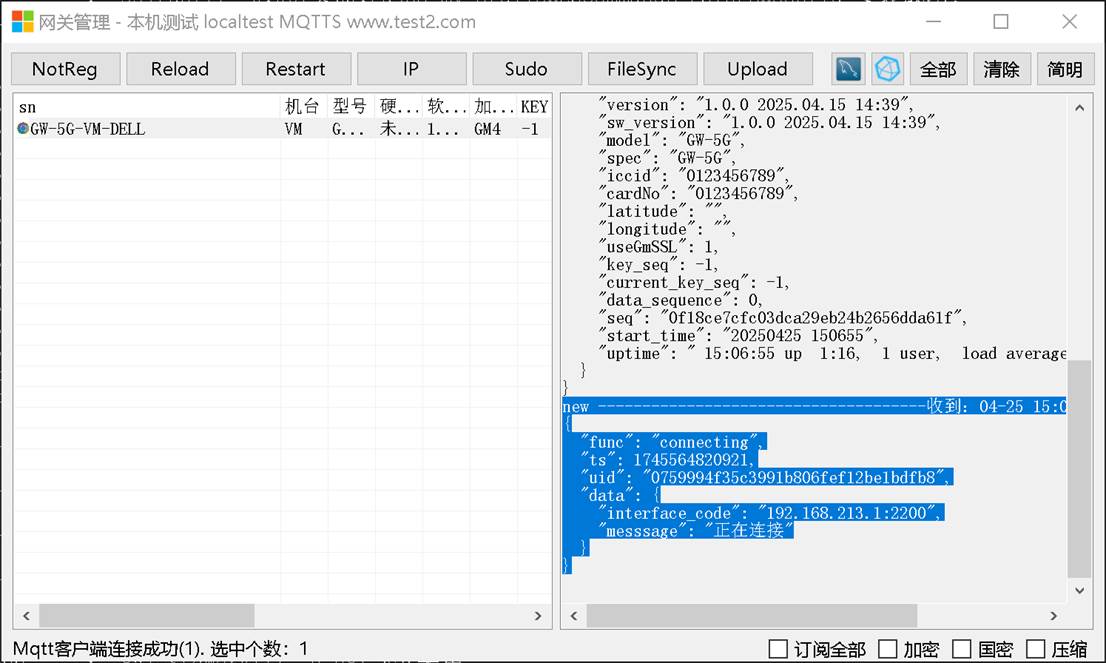 网关管理 - 本机测试 localtest MQTTS www.test2.com
NotReg Reload Restart IP Sudo FileSync Upload 全部 清除 简明
sn 机台 型号 硬... 软... 加... KEY
GW-5G-VM-DELL VM G... 未... 1... GM4 -1
"version": "1.0.0 2025.04.15 14:39",
"sw_version": "1.0.0 2025.04.15 14:39",
"model": "GW-5G",
"spec": "GW-5G",
"iccid": "0123456789",
"cardNo": "0123456789",
"latitude": "",
"longitude": "",
"useGmSSL": 1,
"key_seq": -1,
"current_key_seq": -1,
"data_sequence": 0,
"seq": "0f18ce7cfc03dca29eb24b2656dda61f",
"start_time": "20250425 150655",
"uptime": " 15:06:55 up  1:16,  1 user,  load average
}
}
new -------------------------------------收到: 04-25 15:0
{
"func": "connecting",
"ts": 1745564820921,
"uid": "0759994f35c3991b806fef12be1bdfb8",
"data": {
"interface_code": "192.168.213.1:2200",
"messsage": "正在连接"
}
}
Mqtt客户端连接成功(1). 选中个数：1
订阅全部 加密 国密 压缩